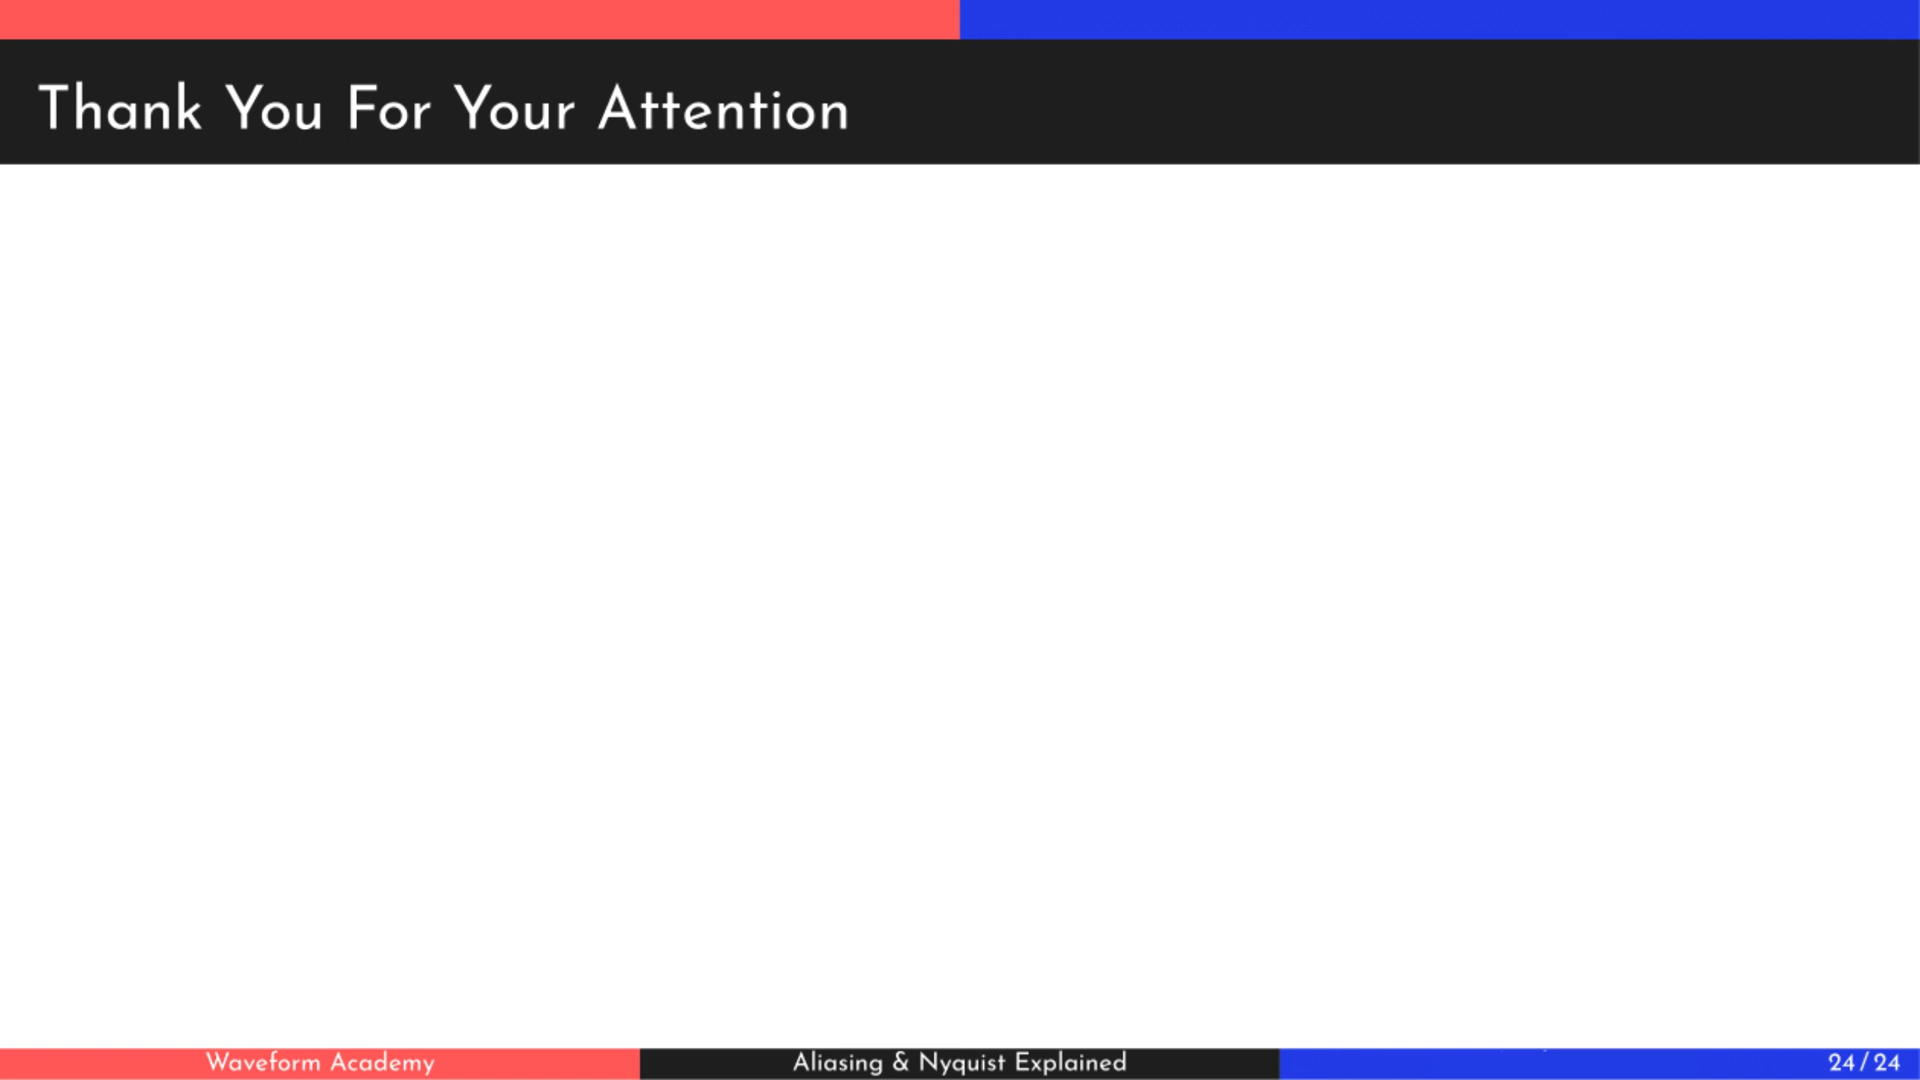 Thank You For Your Attention
Waveform Academy
Aliasing & Nyquist Explained
24/24